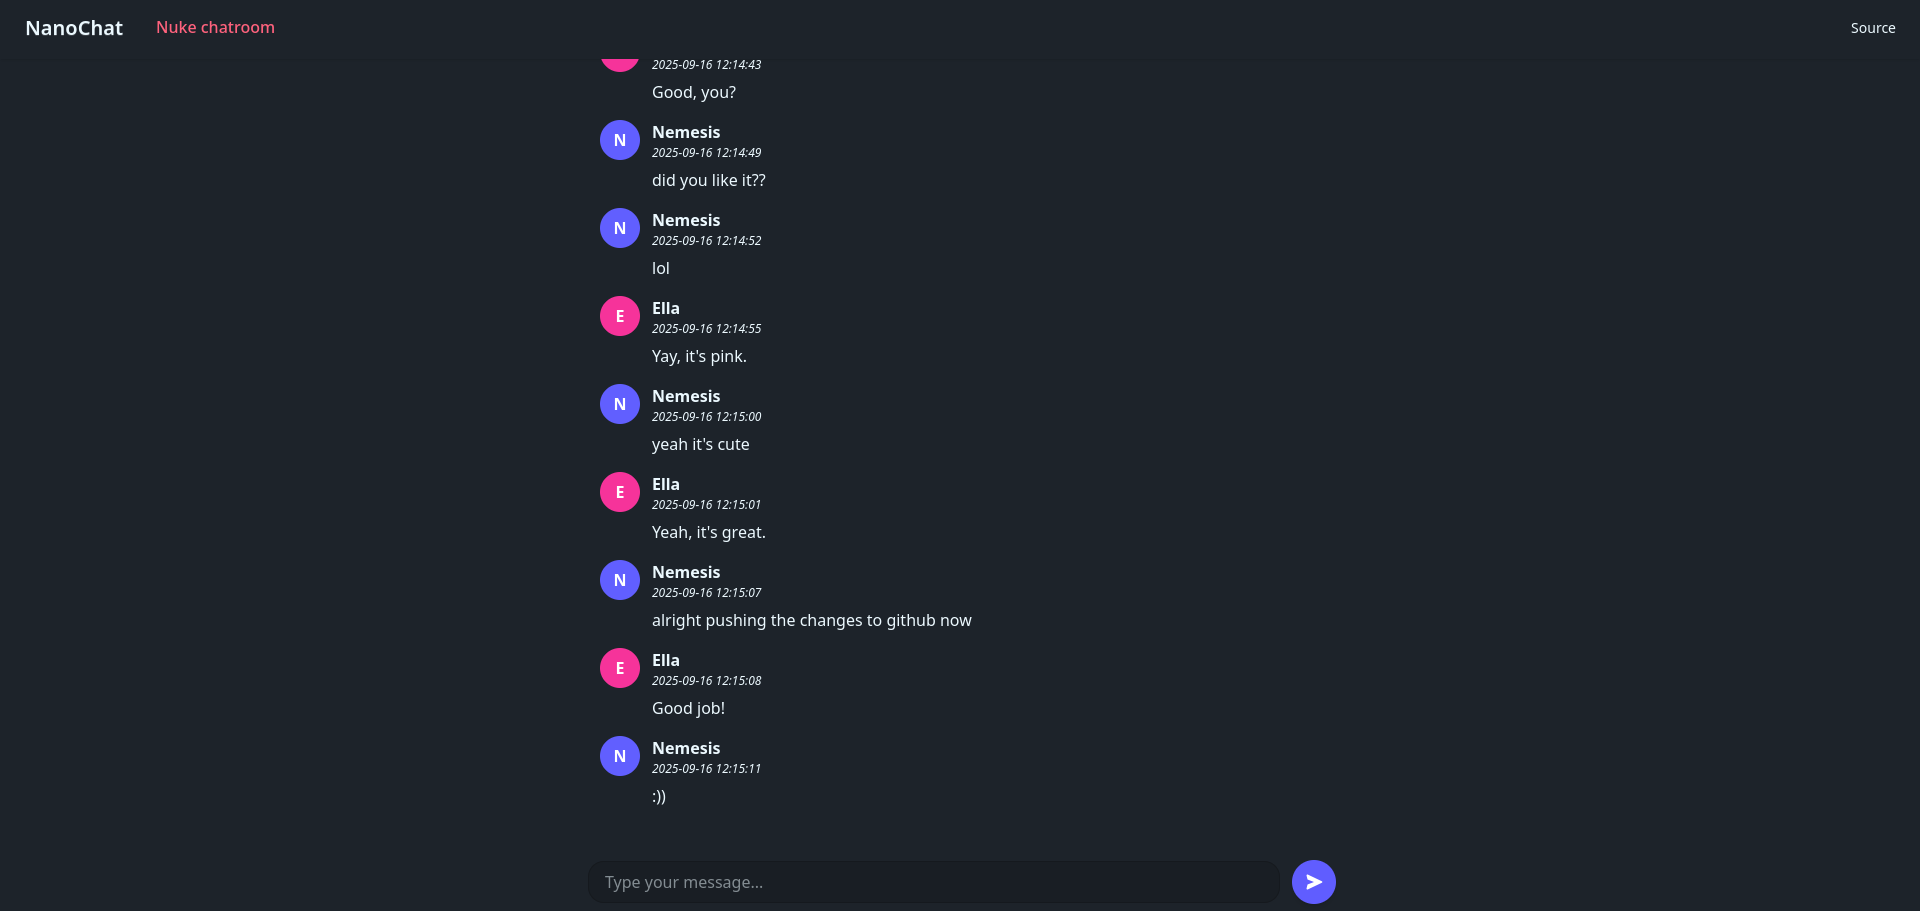 NanoChat
Nuke chatroom
Source
2025-09-16 12:14:43
Good, you?
N
Nemesis
2025-09-16 12:14:49
did you like it??
N
Nemesis
2025-09-16 12:14:52
lol
E
Ella
2025-09-16 12:14:55
Yay, it's pink.
N
Nemesis
2025-09-16 12:15:00
yeah it's cute
E
Ella
2025-09-16 12:15:01
Yeah, it's great.
N
Nemesis
2025-09-16 12:15:07
alright pushing the changes to github now
E
Ella
2025-09-16 12:15:08
Good job!
N
Nemesis
2025-09-16 12:15:11
:))
Type your message...